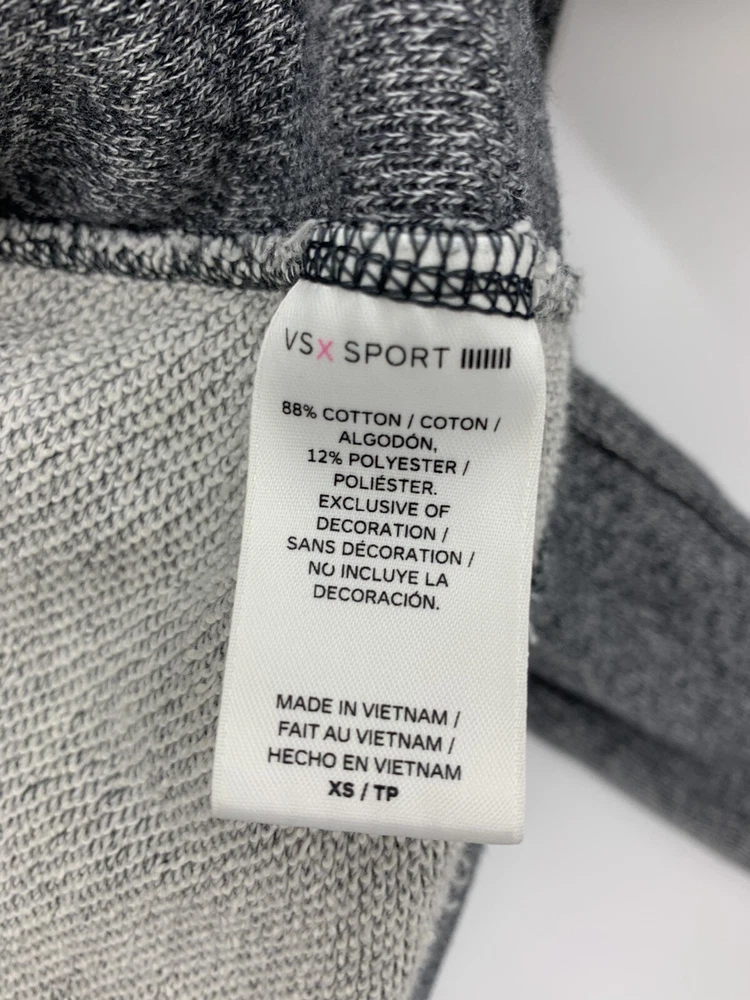 VSX SPORT
88% COTTON / COTON /
ALGODÓN,
12% POLYESTER /
POLIÉSTER.
EXCLUSIVE OF
DECORATION /
SANS DÉCORATION /
NO INCLUYE LA
DECORACIÓN.
MADE IN VIETNAM /
FAIT AU VIETNAM /
HECHO EN VIETNAM
XS / TP